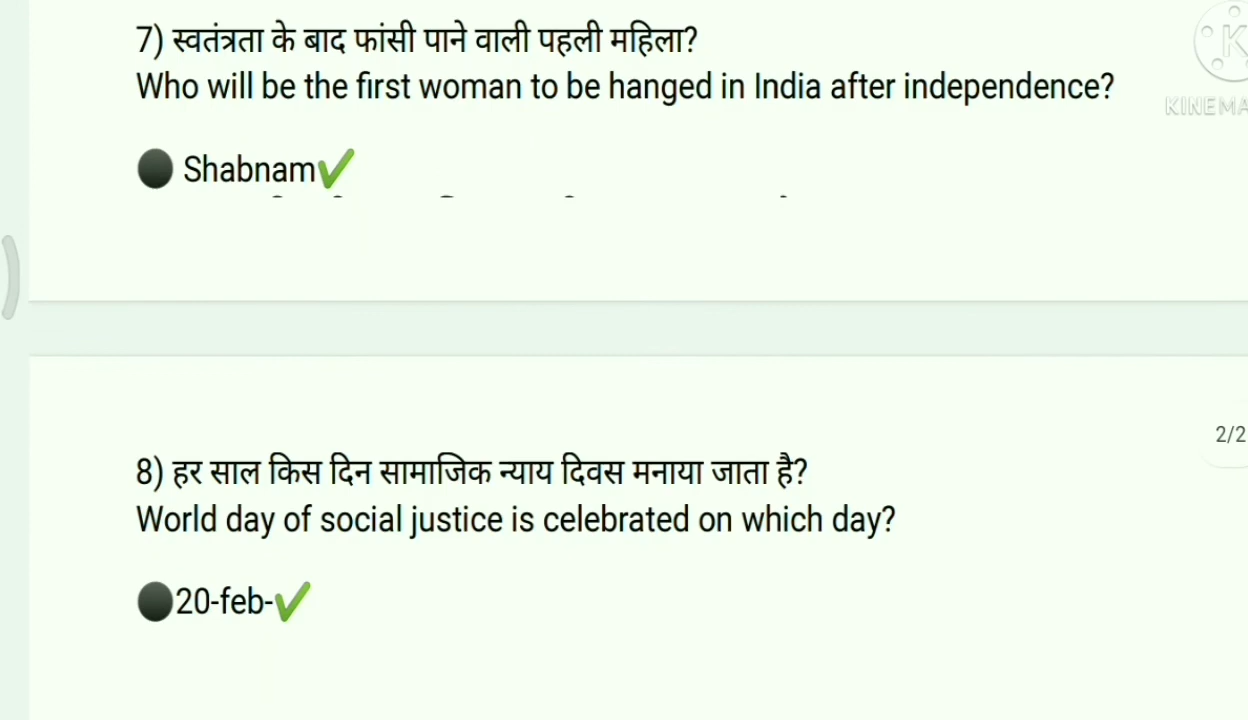 7) स्वतंत्रता के बाद फांसी पाने वाली पहली महिला?
Who will be the first woman to be hanged in India after independence?
Shabnam
8) हर साल किस दिन सामाजिक न्याय दिवस मनाया जाता है?
World day of social justice is celebrated on which day?
20-feb-
2/2
KINEMA